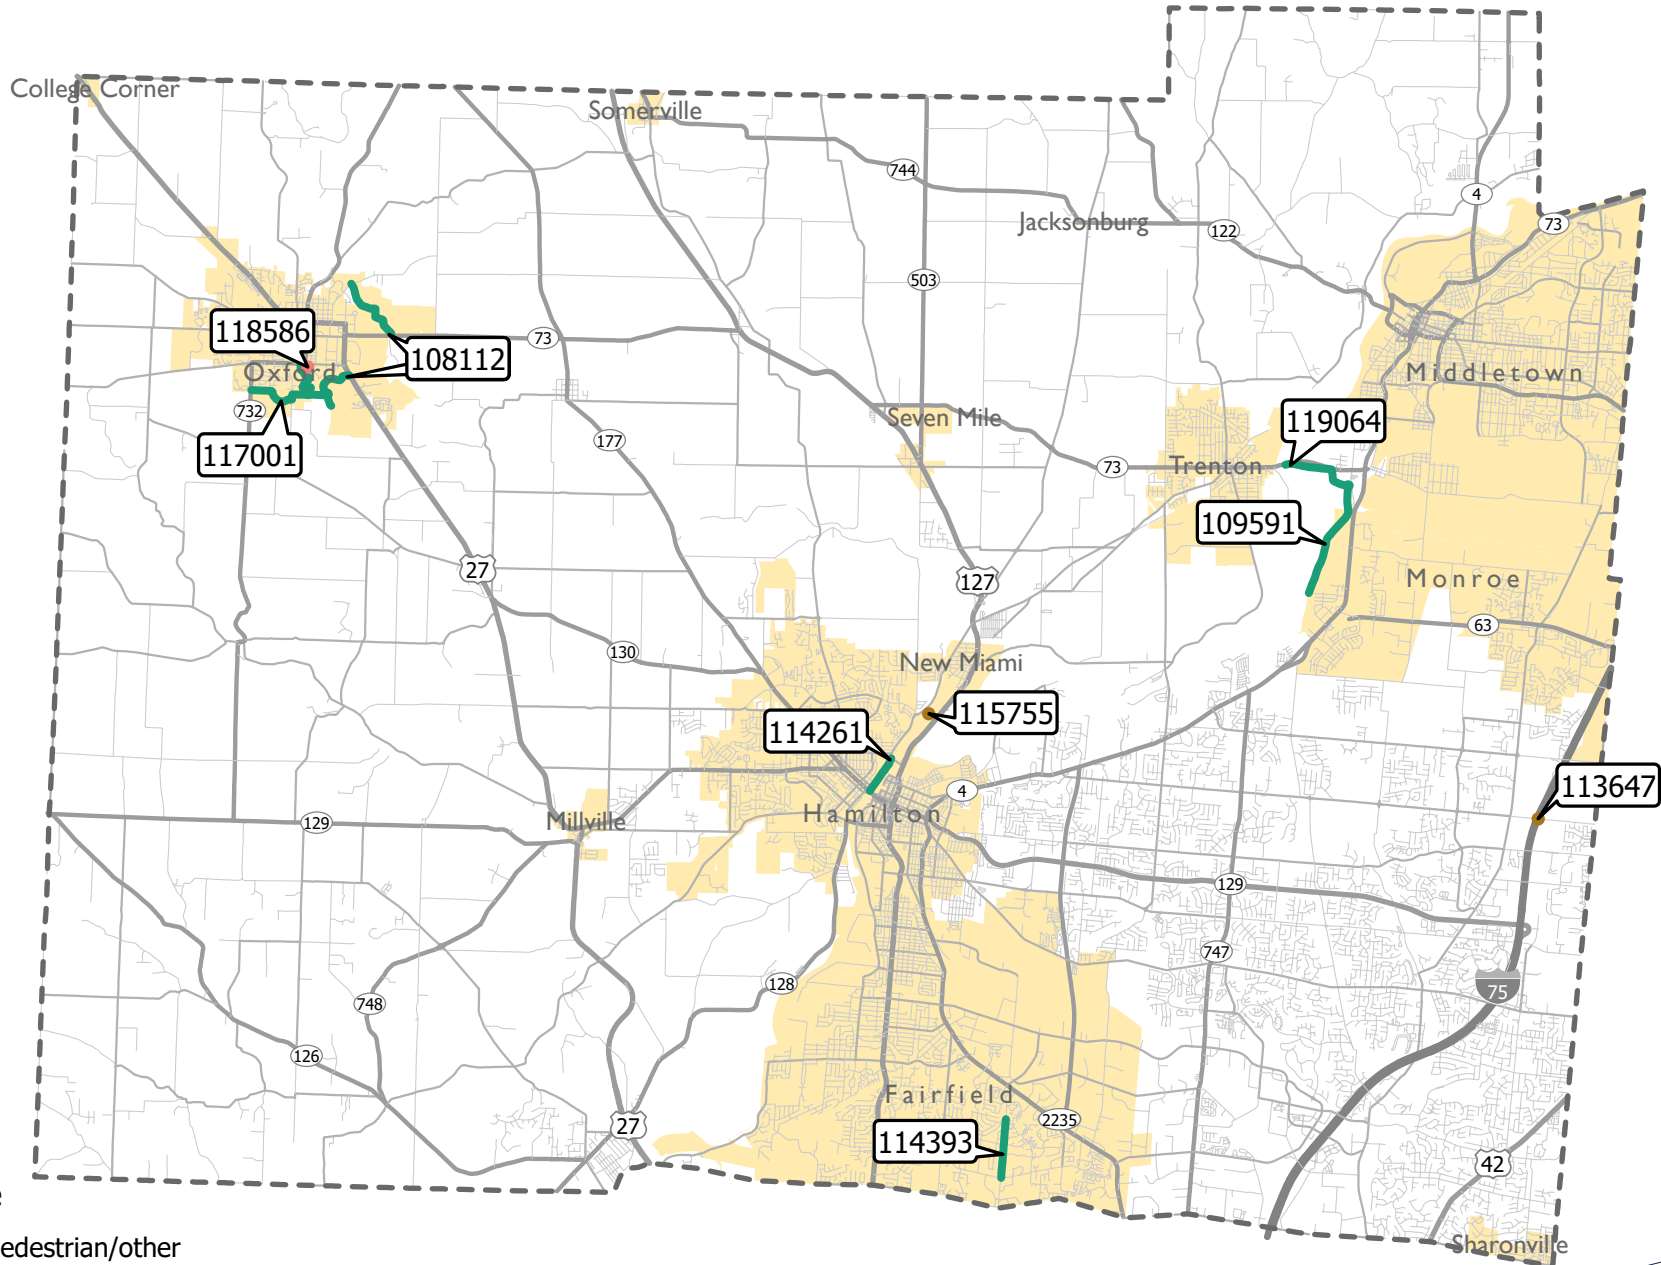 College Corner
Somerville
744
4
73
Jacksonburg
122
503
118586
73
108112
Oxford
Middletown
732
Seven Mile
119064
117001
177
73
Trenton
109591
27
127
Monroe
63
130
New Miami
115755
114261
113647
4
Hamilton
129
Millville
129
747
128
75
748
126
Fairfield
2235
27
114393
42
edestrian/other
Sharonville